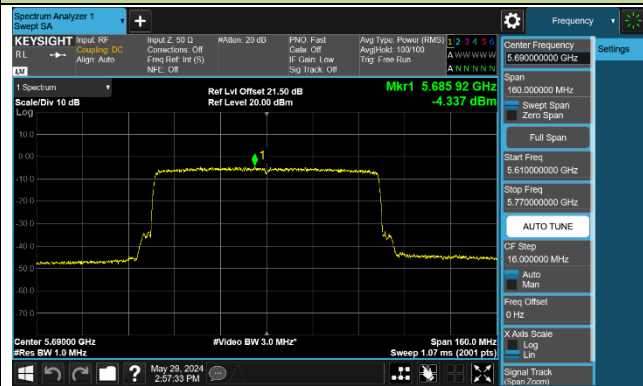 Spectrum Analyzer 1
Swept SA
Frequency
KEYSIGHT
RL
Input: RF
Coupling: DC
Align: Auto
Input Z: 50 Ω
Corrections: Off
Freq Ref: Int (S)
NFE: Off
#Atten: 20 dB
PNO: Fast
Gate: Off
IF Gain: Low
Sig Track: Off
Avg Type: Power (RMS)
Avg|Hold: 100/100
Trig: Free Run
1 2 3 4 5 6
A W W W W W
A N N N N N
LXI
1 Spectrum
Scale/Div 10 dB
Log
Ref Lvl Offset 21.50 dB
Ref Level 20.00 dBm
Mkr1 5.685 92 GHz
-4.337 dBm
1
10.0
0.00
-10.0
-20.0
-30.0
-40.0
-50.0
-60.0
-70.0
Center 5.69000 GHz
#Res BW 1.0 MHz
#Video BW 3.0 MHz*
Span 160.0 MHz
Sweep 1.07 ms (2001 pts)
May 29, 2024
2:57:33 PM
Center Frequency
5.690000000 GHz
Settings
Span
160.000000 MHz
Swept Span
Zero Span
Full Span
Start Freq
5.610000000 GHz
Stop Freq
5.770000000 GHz
AUTO TUNE
CF Step
16.000000 MHz
Auto
Man
Freq Offset
0 Hz
X Axis Scale
Log
Lin
Signal Track
(Span Zoom)